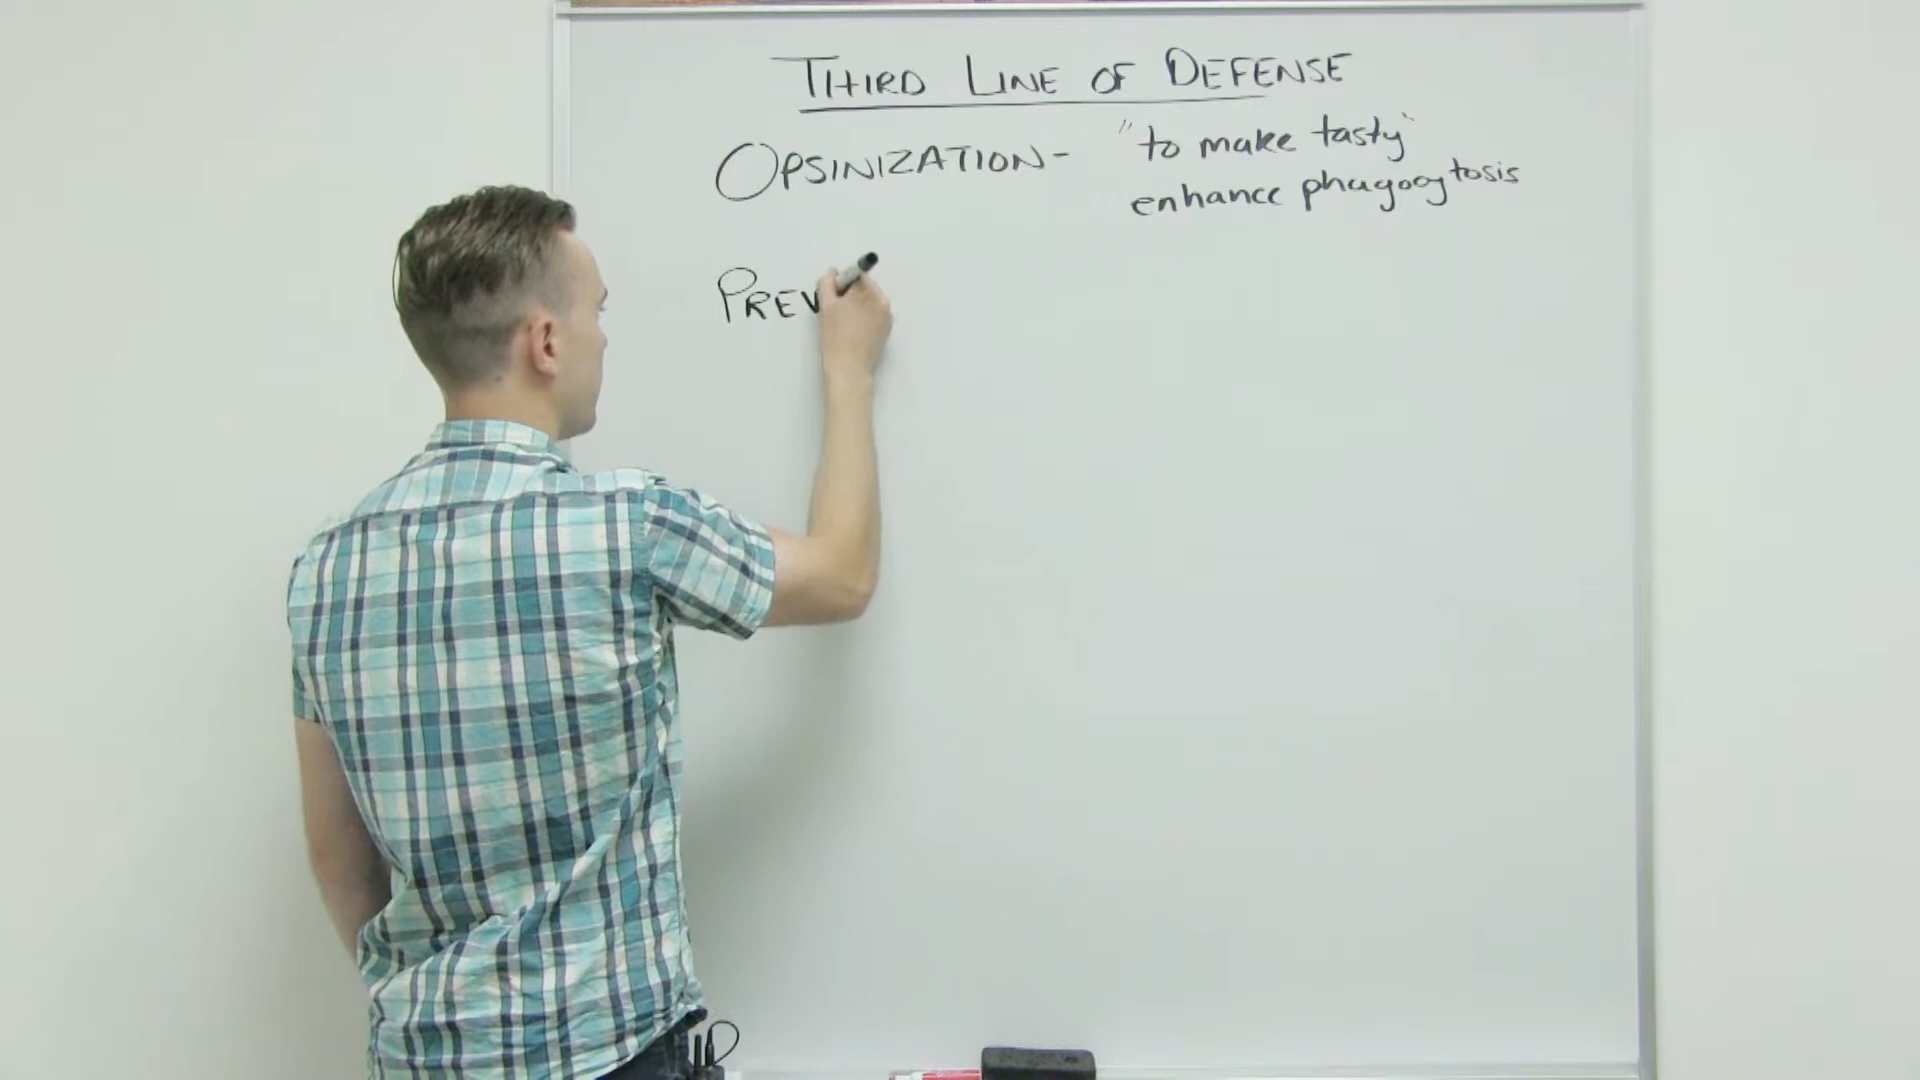 THIRD LINE OF DEFENSE
OPSINIZATION- "to make tasty"
enhance phagocytosis
PREV